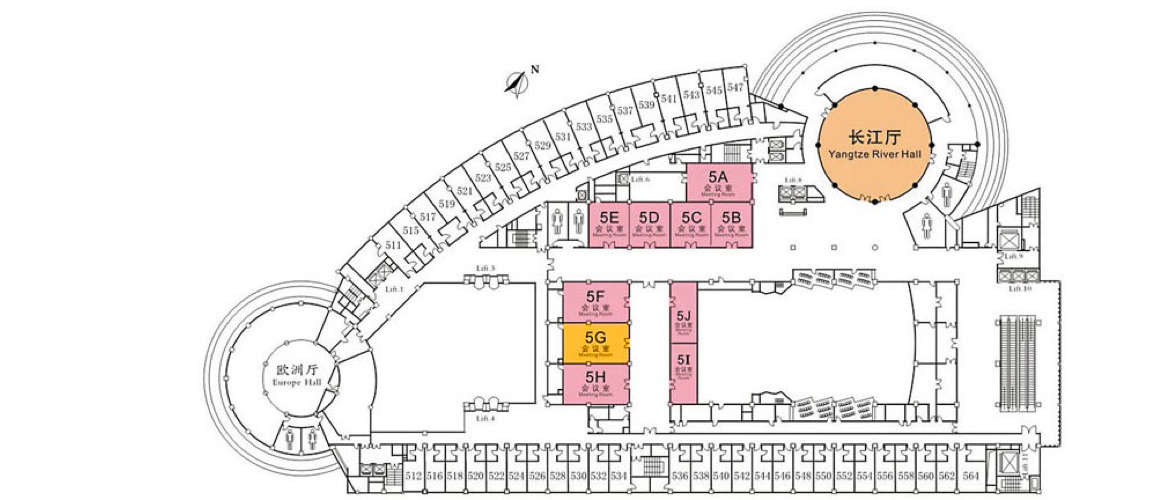 N
547
545
543
541
539
537
535
533
531
529
527
525
523
521
519
517
515
511
长江厅
Yangtze River Hall
Lift.6
Lift.8
5A
会议室
Meeting Room
5E
会议室
Meeting Room
5D
会议室
Meeting Room
5C
会议室
Meeting Room
5B
会议室
Meeting Room
Lift.9
Lift.10
Lift.3
Lift.1
5F
会议室
Meeting Room
5G
会议室
Meeting Room
5H
会议室
Meeting Room
5J
会议室
Meeting Room
5I
会议室
Meeting Room
欧洲厅
Europe Hall
Lift.4
512 516 518 520 522 524 526 528 530 532 534 536 538 540 542 544 546 548 550 552 554 556 558 560 562 564